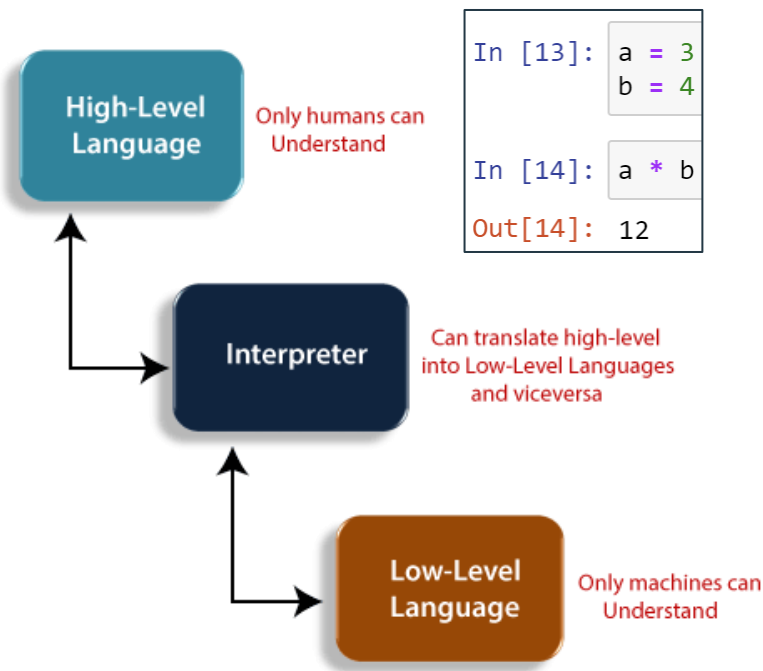 High-Level
Language
Only humans can
Understand
In [13]: a = 3
b = 4
In [14]: a * b
Out[14]: 12
Interpreter
Can translate high-level
into Low-Level Languages
and viceversa
Low-Level
Language
Only machines can
Understand